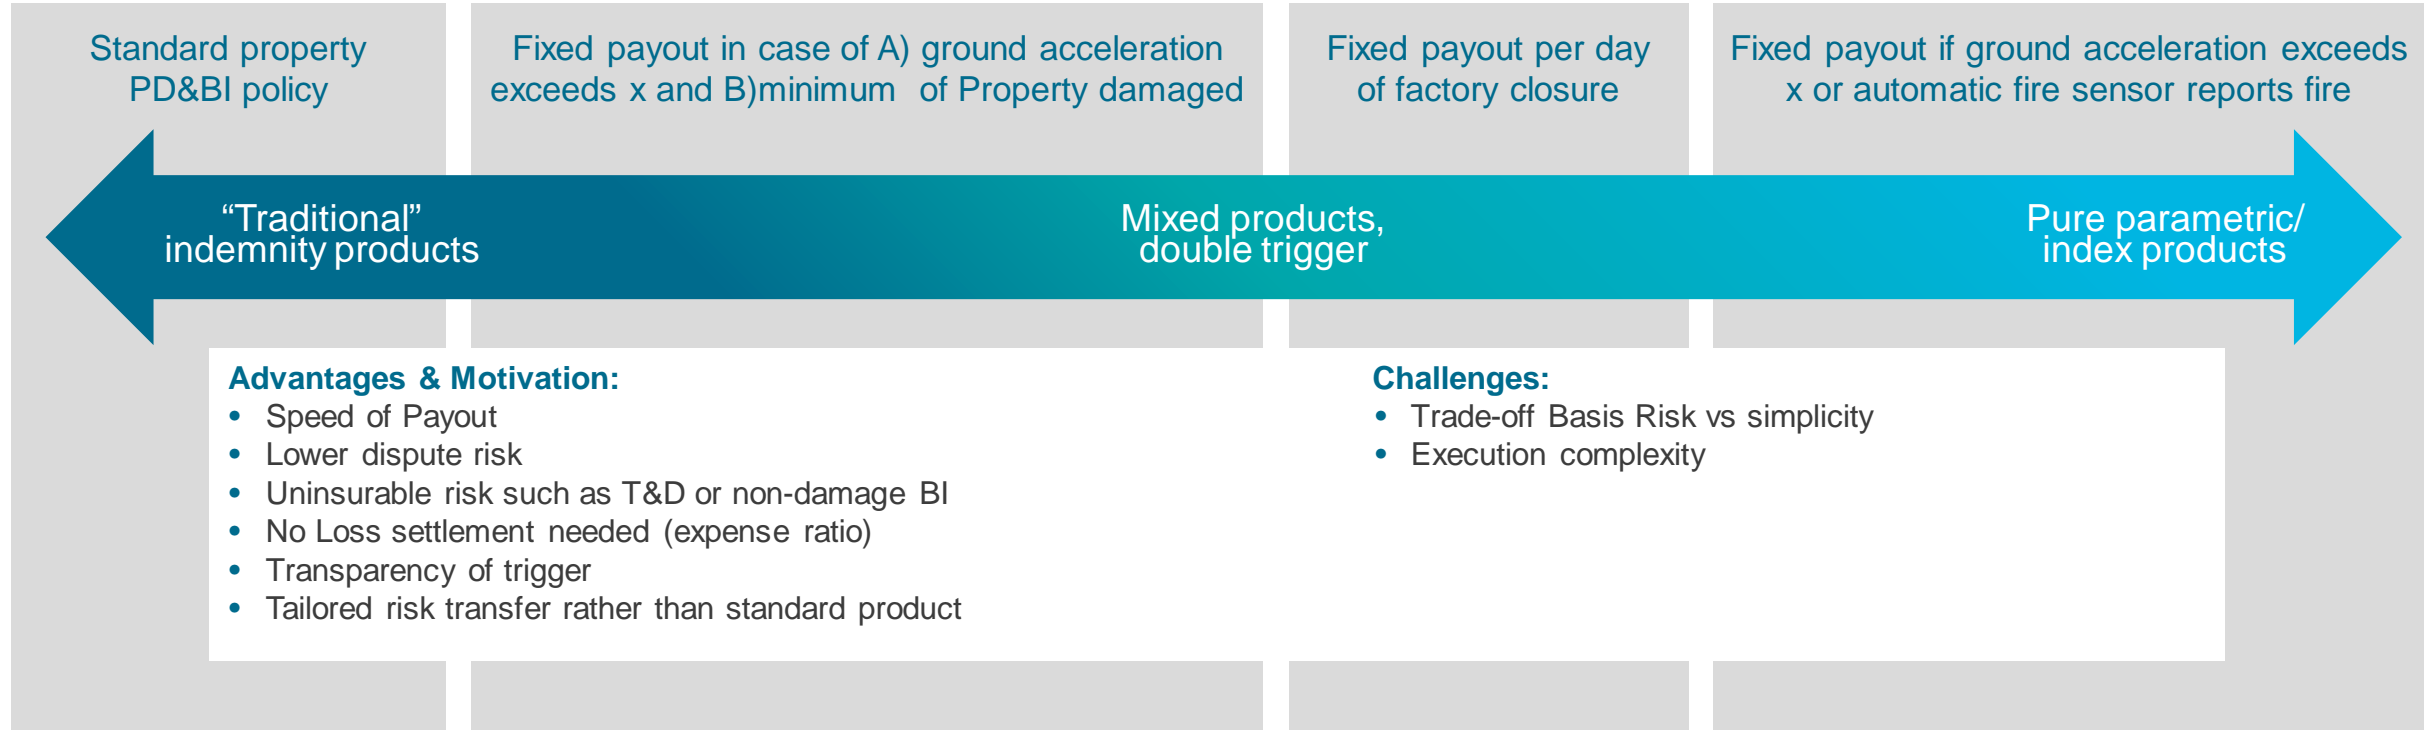 Standard property
PD&BI policy
Fixed payout in case of A) ground acceleration
exceeds x and B)minimum of Property damaged
Fixed payout per day
of factory closure
Fixed payout if ground acceleration exceeds
x or automatic fire sensor reports fire
“Traditional”
indemnity products
Mixed products,
double trigger
Pure parametric/
index products
Advantages & Motivation:
• Speed of Payout
• Lower dispute risk
• Uninsurable risk such as T&D or non-damage BI
• No Loss settlement needed (expense ratio)
• Transparency of trigger
• Tailored risk transfer rather than standard product
Challenges:
• Trade-off Basis Risk vs simplicity
• Execution complexity